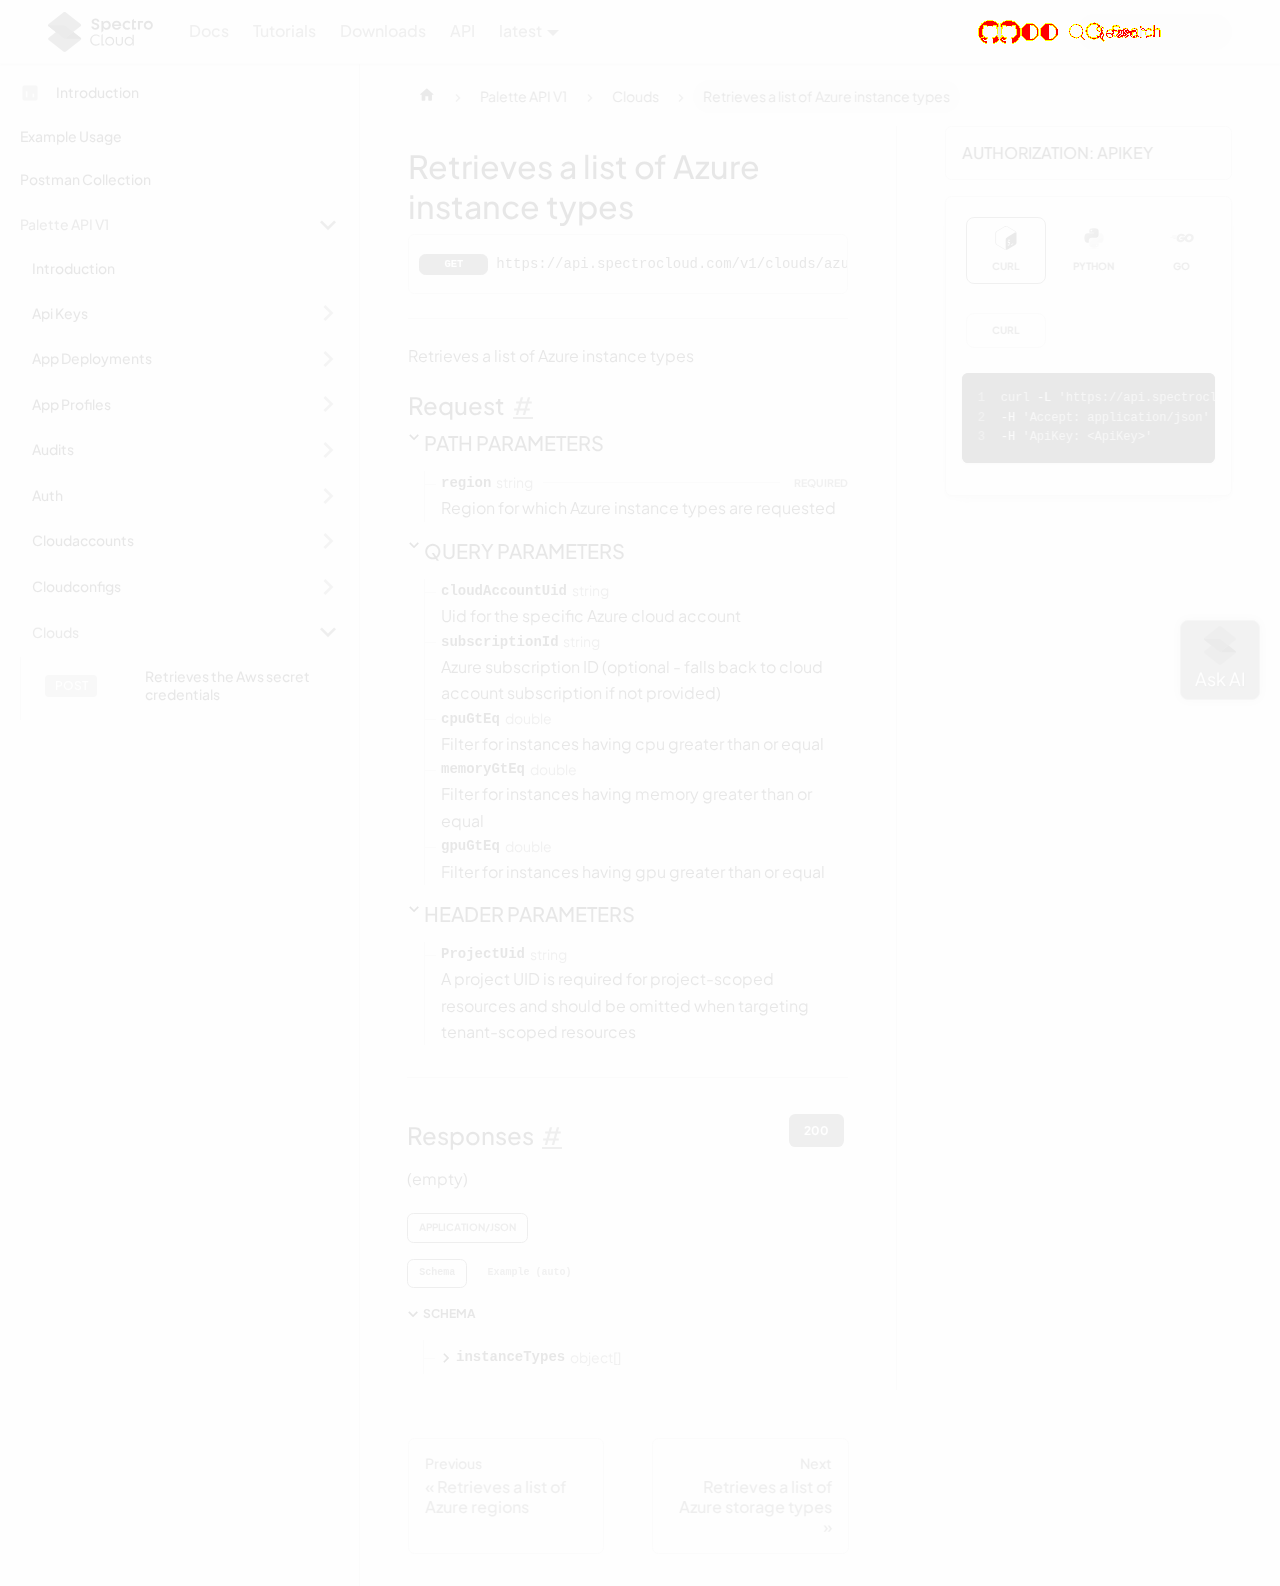 Spectro
Cloud
Docs
Tutorials
Downloads
API
latest
Search
Introduction
Example Usage
Postman Collection
Palette API V1
Introduction
Api Keys
App Deployments
App Profiles
Audits
Auth
Cloudaccounts
Cloudconfigs
Clouds
POST
Retrieves the Aws secret
credentials
Palette API V1
Clouds
Retrieves a list of Azure instance types
Retrieves a list of Azure
instance types
GET
https://api.spectrocloud.com/v1/clouds/azu
Retrieves a list of Azure instance types
Request #
PATH PARAMETERS
region string
REQUIRED
Region for which Azure instance types are requested
QUERY PARAMETERS
cloudAccountUid string
Uid for the specific Azure cloud account
subscriptionId string
Azure subscription ID (optional - falls back to cloud
account subscription if not provided)
cpuGtEq double
Filter for instances having cpu greater than or equal
memoryGtEq double
Filter for instances having memory greater than or
equal
gpuGtEq double
Filter for instances having gpu greater than or equal
HEADER PARAMETERS
ProjectUid string
A project UID is required for project-scoped
resources and should be omitted when targeting
tenant-scoped resources
Responses #
200
(empty)
APPLICATION/JSON
Schema
Example (auto)
SCHEMA
instanceTypes object[]
Previous
« Retrieves a list of
Azure regions
Next
Retrieves a list of
Azure storage types
»
AUTHORIZATION: APIKEY
CURL
PYTHON
GO
GO
CURL
1 curl -L 'https://api.spectrocl
2 -H 'Accept: application/json'
3 -H 'ApiKey: <ApiKey>'
Ask AI